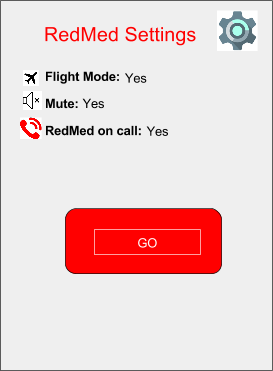 RedMed Settings
Flight Mode: Yes
Mute: Yes
RedMed on call: Yes
GO